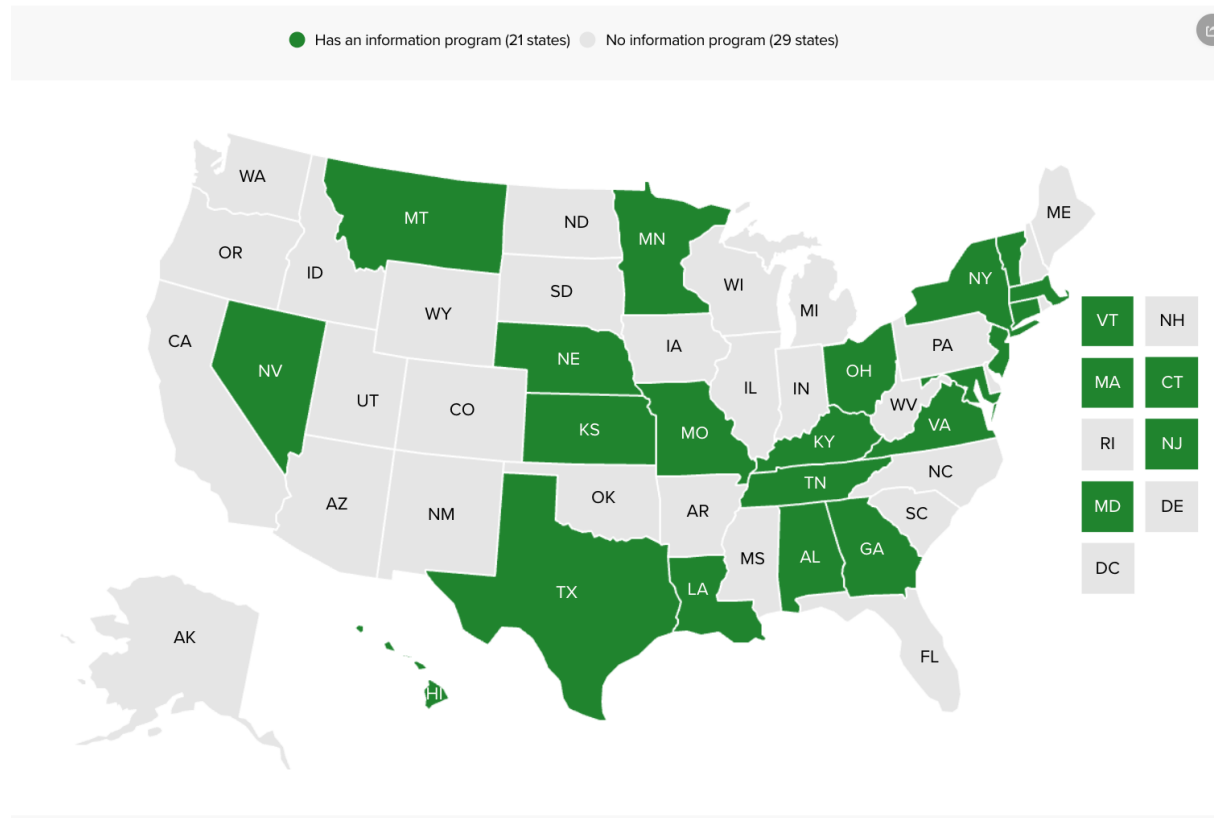 Has an information program (21 states) No information program (29 states)
WA
MT
ND
MN
ME
OR
ID
SD
WI
NY
WY
MI
VT NH
CA
NV
NE
IA
PA
UT
CO
IL
IN
OH
MA CT
KS
MO
WV
KY
VA
RI NJ
AZ
NM
OK
AR
TN
NC
SC
MD DE
TX
LA
MS
AL
GA
DC
AK
HI
FL